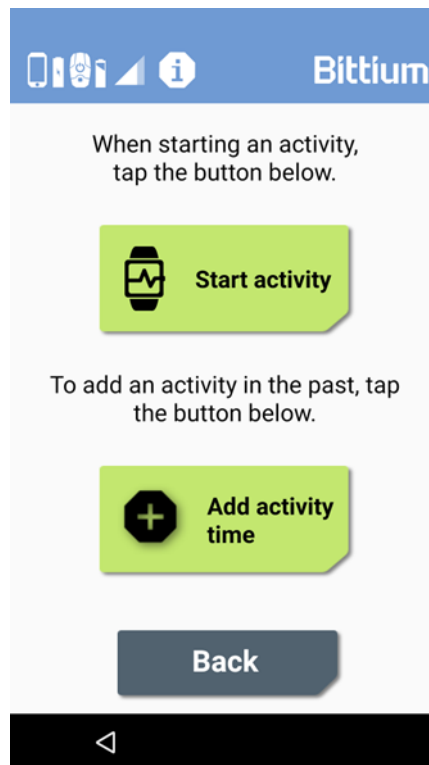 Bittium
When starting an activity,
tap the button below.
Start activity
To add an activity in the past, tap
the button below.
Add activity
time
Back